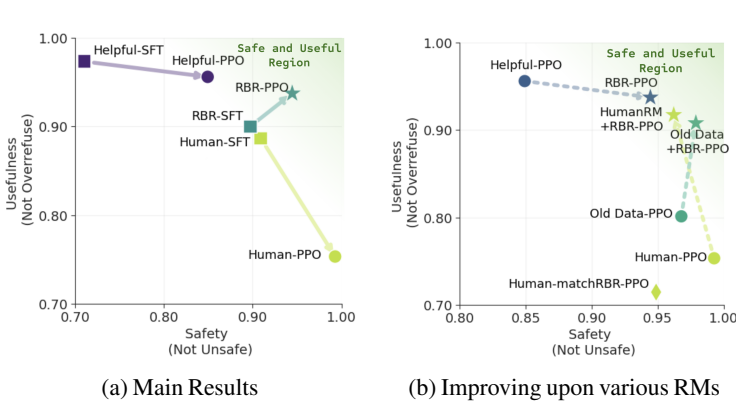 1.00
0.90
0.80
0.70
Usefulness
(Not Overrefuse)
Helpful-SFT
Helpful-PPO
Safe and Useful
Region
RBR-PPO
RBR-SFT
Human-SFT
Human-PPO
0.70
0.80
0.90
1.00
Safety
(Not Unsafe)
(a) Main Results
1.00
0.90
0.80
0.70
Usefulness
(Not Overrefuse)
Safe and Useful
Region
Helpful-PPO
RBR-PPO
HumanRM
+RBR-PPO
Old Data
+RBR-PPO
Old Data-PPO
Human-PPO
Human-matchRBR-PPO
0.80
0.85
0.90
0.95
1.00
Safety
(Not Unsafe)
(b) Improving upon various RMs